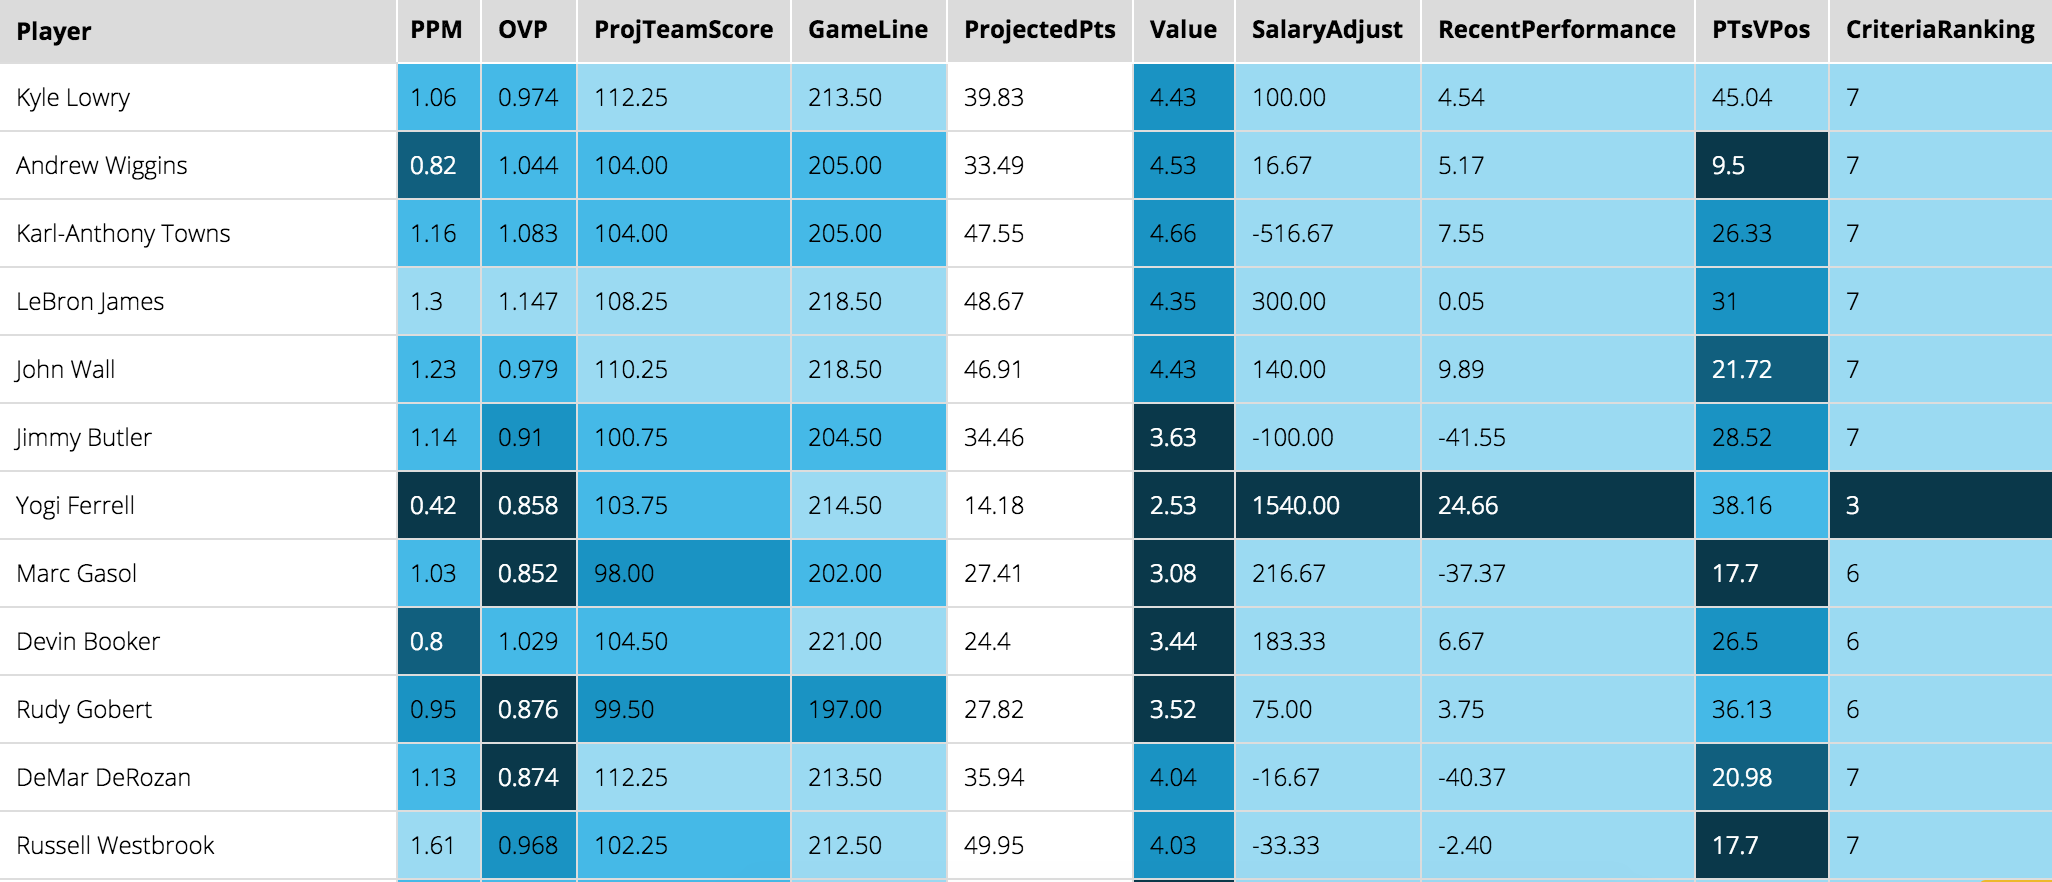 Player PPM OVP ProjTeamScore GameLine ProjectedPts Value SalaryAdjust RecentPerformance PTsVPos CriteriaRanking
Kyle Lowry 1.06 0.974 112.25 213.50 39.83 4.43 100.00 4.54 45.04 7
Andrew Wiggins 0.82 1.044 104.00 205.00 33.49 4.53 16.67 5.17 9.5 7
Karl-Anthony Towns 1.16 1.083 104.00 205.00 47.55 4.66 -516.67 7.55 26.33 7
LeBron James 1.3 1.147 108.25 218.50 48.67 4.35 300.00 0.05 31 7
John Wall 1.23 0.979 110.25 218.50 46.91 4.43 140.00 9.89 21.72 7
Jimmy Butler 1.14 0.91 100.75 204.50 34.46 3.63 -100.00 -41.55 28.52 7
Yogi Ferrell 0.42 0.858 103.75 214.50 14.18 2.53 1540.00 24.66 38.16 3
Marc Gasol 1.03 0.852 98.00 202.00 27.41 3.08 216.67 -37.37 17.7 6
Devin Booker 0.8 1.029 104.50 221.00 24.4 3.44 183.33 6.67 26.5 6
Rudy Gobert 0.95 0.876 99.50 197.00 27.82 3.52 75.00 3.75 36.13 6
DeMar DeRozan 1.13 0.874 112.25 213.50 35.94 4.04 -16.67 -40.37 20.98 7
Russell Westbrook 1.61 0.968 102.25 212.50 49.95 4.03 -33.33 -2.40 17.7 7